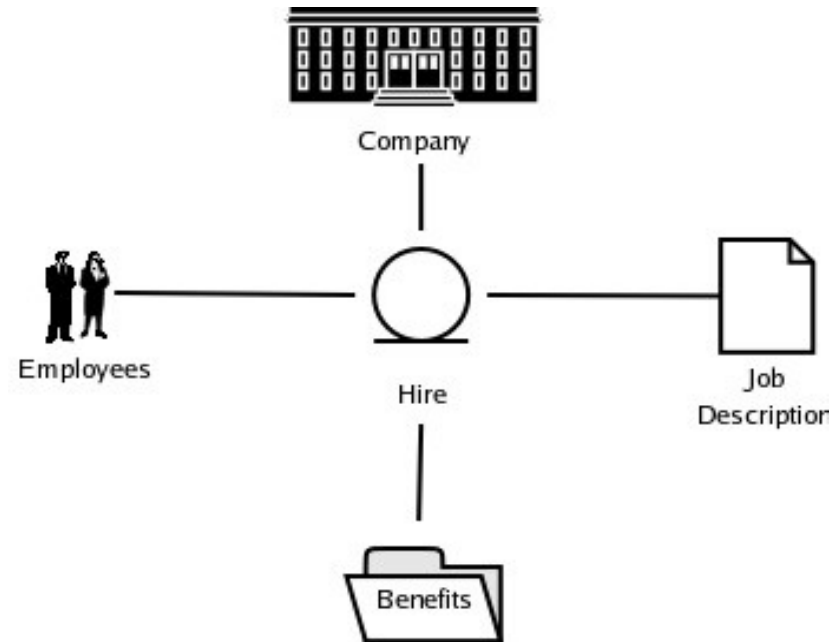 Company
Employees
Hire
Job
Description
Benefits